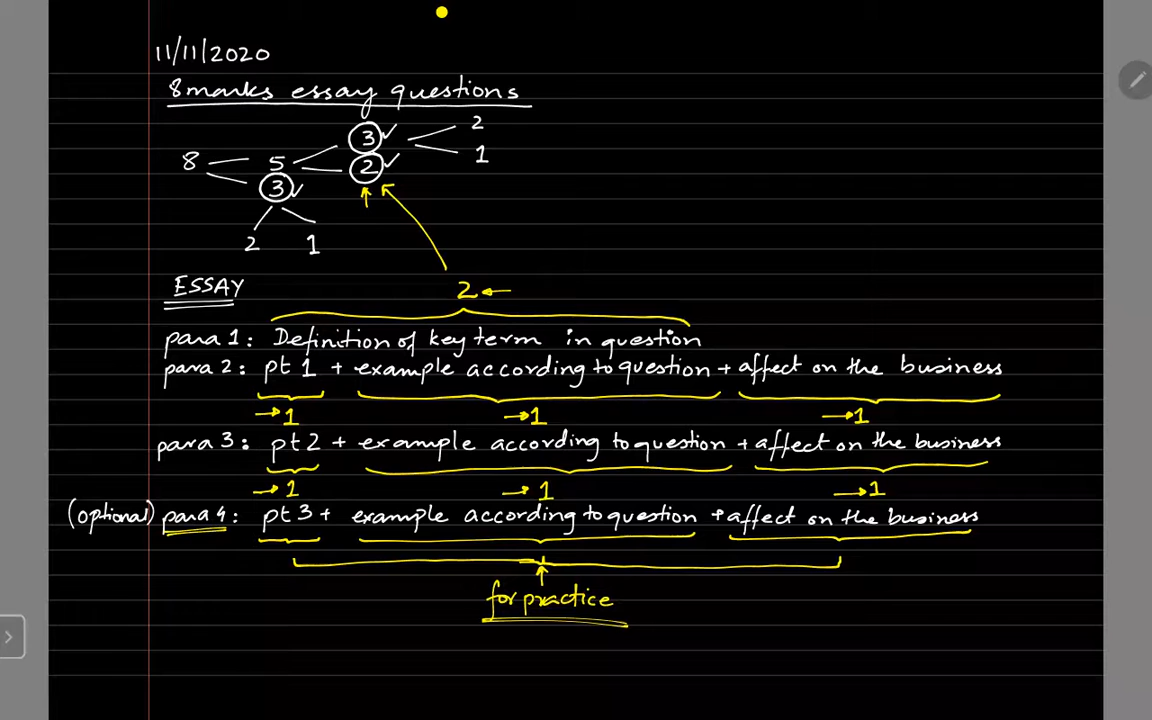 11/11/2020
8 marks essay questions
3 2
8 5 2 1
3
2 1
ESSAY 2
para 1: Definition of key term in question
para 2: pt 1 + example according to question + affect on the business
1 1 1
para 3: pt 2 + example according to question + affect on the business
1 1 1
(optional) para 4: pt 3 + example according to question + affect on the business
for practice